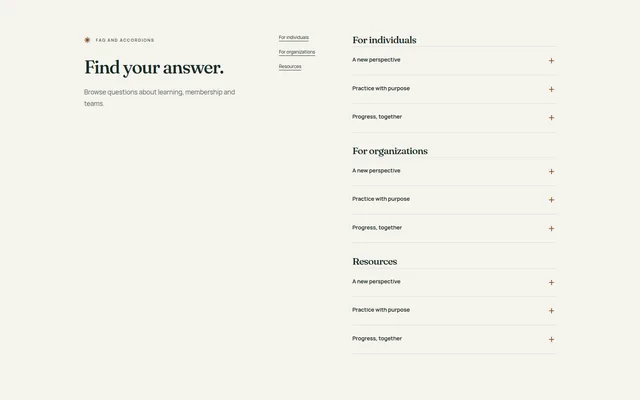 FAQ AND ACCORDIONS
Find your answer.
Browse questions about learning, membership and
teams.
For individuals
For organizations
Resources
For individuals
A new perspective
Practice with purpose
Progress, together
For organizations
A new perspective
Practice with purpose
Progress, together
Resources
A new perspective
Practice with purpose
Progress, together